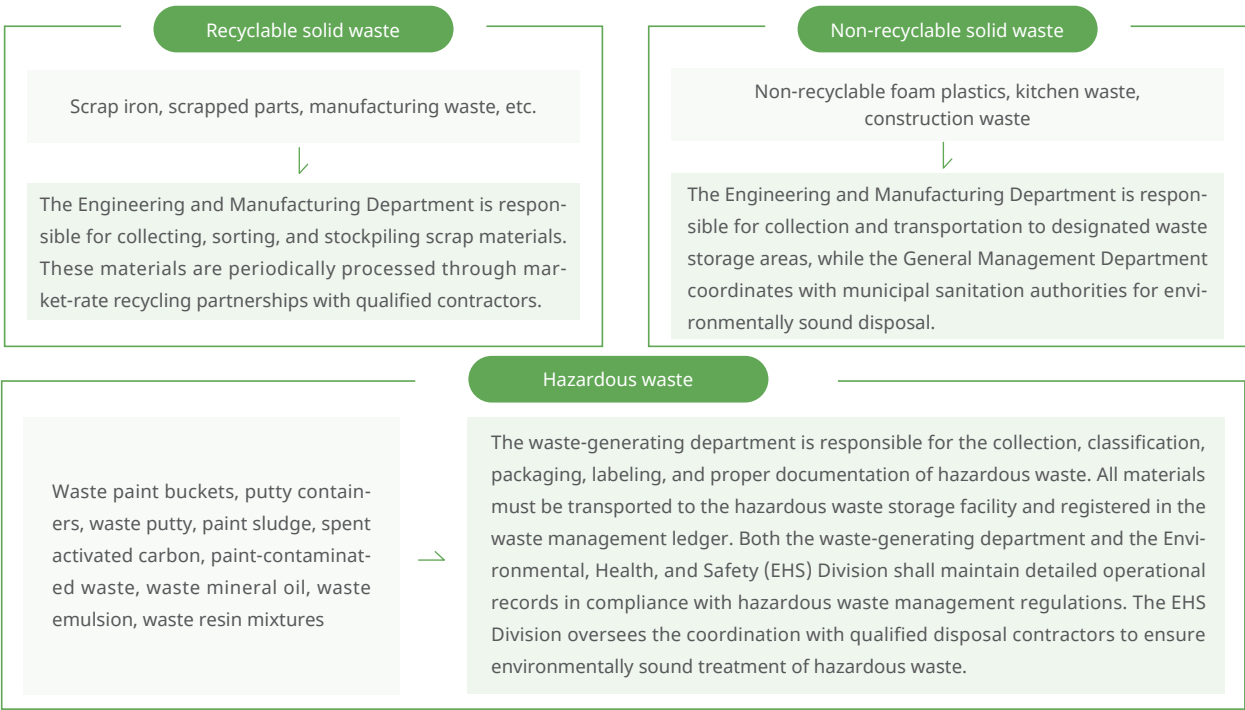 Recyclable solid waste
Scrap iron, scrapped parts, manufacturing waste, etc.
The Engineering and Manufacturing Department is respon-
sible for collecting, sorting, and stockpiling scrap materials.
These materials are periodically processed through mar-
ket-rate recycling partnerships with qualified contractors.
Non-recyclable solid waste
Non-recyclable foam plastics, kitchen waste,
construction waste
The Engineering and Manufacturing Department is respon-
sible for collection and transportation to designated waste
storage areas, while the General Management Department
coordinates with municipal sanitation authorities for envi-
ronmentally sound disposal.
Hazardous waste
Waste paint buckets, putty contain-
ers, waste putty, paint sludge, spent
activated carbon, paint-contaminat-
ed waste, waste mineral oil, waste
emulsion, waste resin mixtures
The waste-generating department is responsible for the collection, classification,
packaging, labeling, and proper documentation of hazardous waste. All materials
must be transported to the hazardous waste storage facility and registered in the
waste management ledger. Both the waste-generating department and the Envi-
ronmental, Health, and Safety (EHS) Division shall maintain detailed operational
records in compliance with hazardous waste management regulations. The EHS
Division oversees the coordination with qualified disposal contractors to ensure
environmentally sound treatment of hazardous waste.